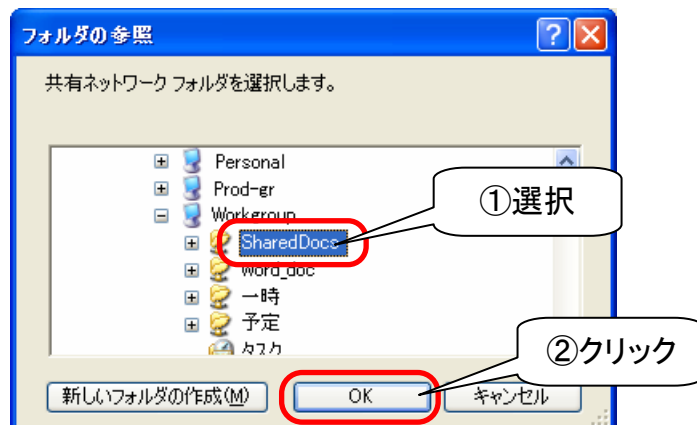 フォルダの参照
共有ネットワーク フォルダを選択します。
Personal
Prod-gr
Workgroup
①選択
SharedDocs
Word_doc
一時
予定
タスク
②クリック
新しいフォルダの作成(M)
OK
キャンセル